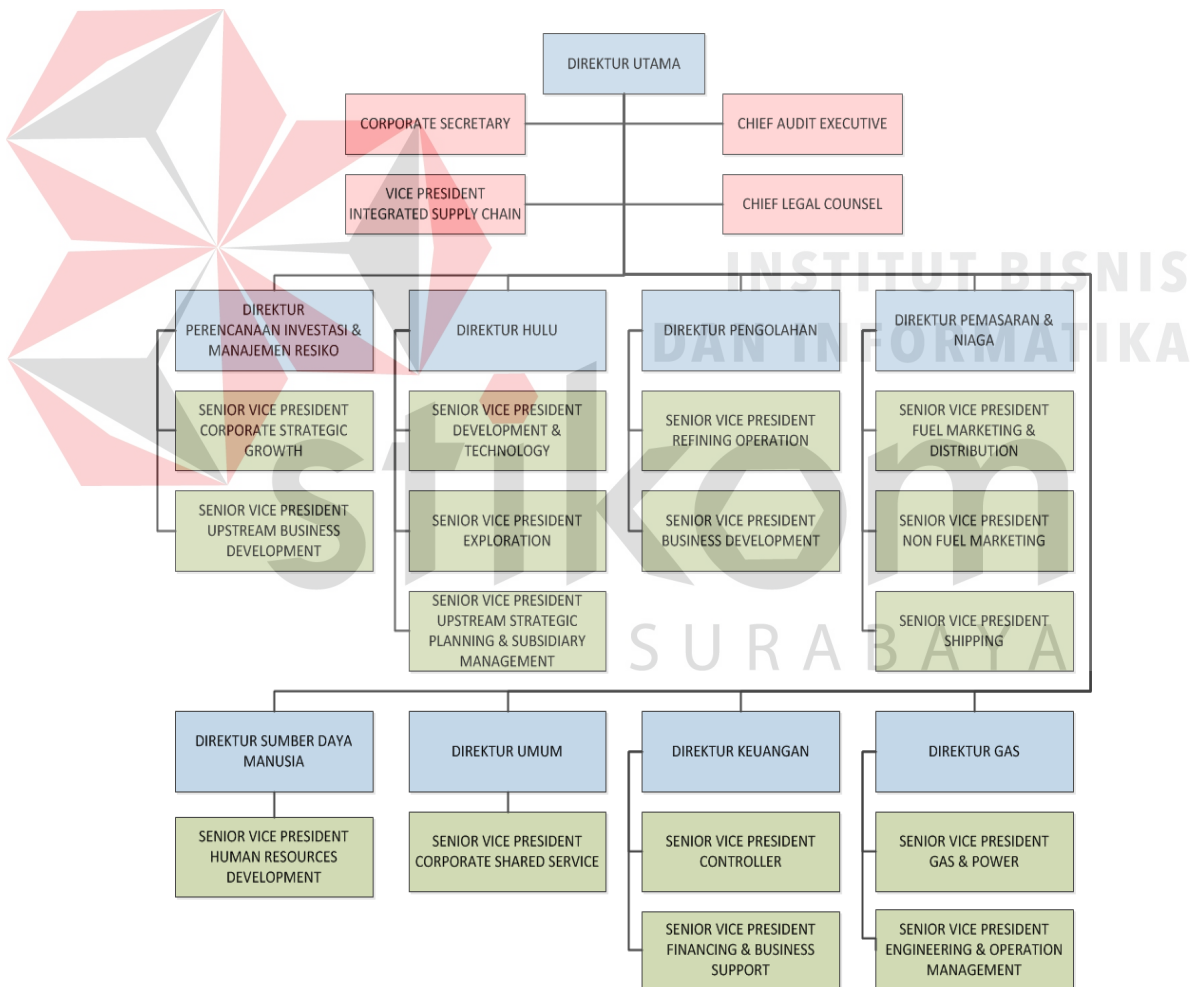 DIREKTUR UTAMA
CORPORATE SECRETARY
CHIEF AUDIT EXECUTIVE
VICE PRESIDENT
INTEGRATED SUPPLY CHAIN
CHIEF LEGAL COUNSEL
INSTITUT BISNIS
DAN INFORMATIKA
stikom
SURABAYA
DIREKTUR
PERENCANAAN INVESTASI &
MANAJEMEN RESIKO
DIREKTUR HULU
DIREKTUR PENGOLAHAN
DIREKTUR PEMASARAN &
NIAGA
SENIOR VICE PRESIDENT
CORPORATE STRATEGIC
GROWTH
SENIOR VICE PRESIDENT
DEVELOPMENT &
TECHNOLOGY
SENIOR VICE PRESIDENT
REFINING OPERATION
SENIOR VICE PRESIDENT
FUEL MARKETING &
DISTRIBUTION
SENIOR VICE PRESIDENT
UPSTREAM BUSINESS
DEVELOPMENT
SENIOR VICE PRESIDENT
EXPLORATION
SENIOR VICE PRESIDENT
BUSINESS DEVELOPMENT
SENIOR VICE PRESIDENT
NON FUEL MARKETING
SENIOR VICE PRESIDENT
UPSTREAM STRATEGIC
PLANNING & SUBSIDIARY
MANAGEMENT
SENIOR VICE PRESIDENT
SHIPPING
DIREKTUR SUMBER DAYA
MANUSIA
DIREKTUR UMUM
DIREKTUR KEUANGAN
DIREKTUR GAS
SENIOR VICE PRESIDENT
HUMAN RESOURCES
DEVELOPMENT
SENIOR VICE PRESIDENT
CORPORATE SHARED SERVICE
SENIOR VICE PRESIDENT
CONTROLLER
SENIOR VICE PRESIDENT
GAS & POWER
SENIOR VICE PRESIDENT
FINANCING & BUSINESS
SUPPORT
SENIOR VICE PRESIDENT
ENGINEERING & OPERATION
MANAGEMENT